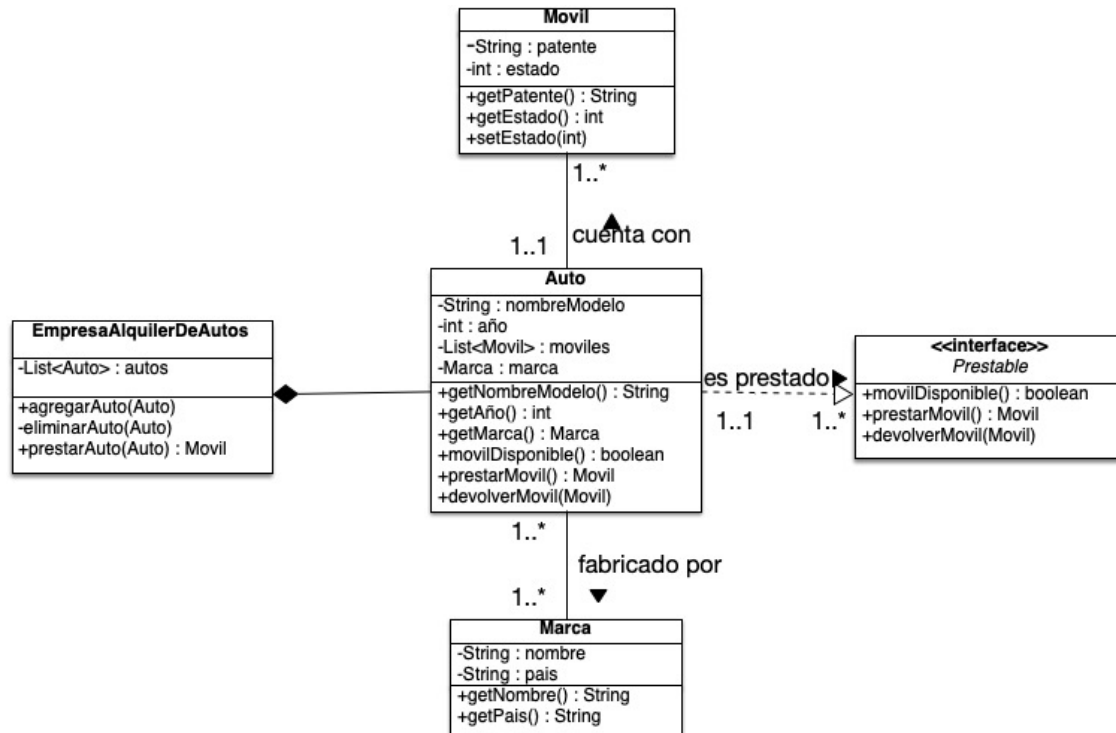 Movil
-String : patente
-int : estado
+getPatente() : String
+getEstado() : int
+setEstado(int)
1..*
cuenta con
1..1
Auto
-String : nombreModelo
-int : año
-List<Movil> : moviles
-Marca : marca
+getNombreModelo() : String
+getAño() : int
+getMarca() : Marca
+movilDisponible() : boolean
+prestarMovil() : Movil
+devolverMovil(Movil)
EmpresaAlquilerDeAutos
-List<Auto> : autos
+agregarAuto(Auto)
-eliminarAuto(Auto)
+prestarAuto(Auto) : Movil
es prestado
1..1
1..*
<<interface>>
Prestable
+movilDisponible() : boolean
+prestarMovil() : Movil
+devolverMovil(Movil)
1..*
fabricado por
1..*
Marca
-String : nombre
-String : pais
+getNombre() : String
+getPais() : String